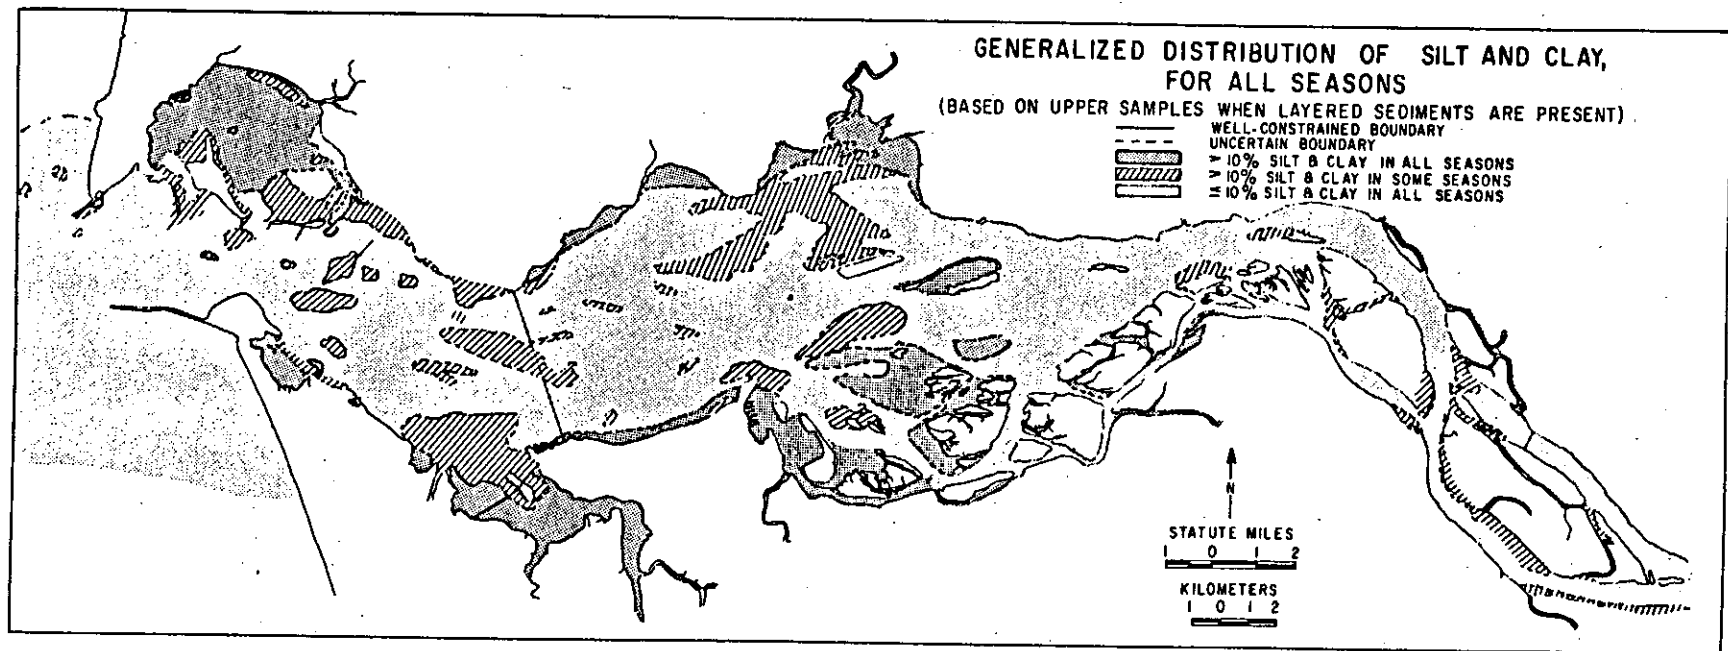 GENERALIZED DISTRIBUTION OF SILT AND CLAY,
FOR ALL SEASONS
(BASED ON UPPER SAMPLES WHEN LAYERED SEDIMENTS ARE PRESENT)
WELL-CONSTRAINED BOUNDARY
UNCERTAIN BOUNDARY
> 10% SILT & CLAY IN ALL SEASONS
> 10% SILT & CLAY IN SOME SEASONS
≤ 10% SILT & CLAY IN ALL SEASONS
N
STATUTE MILES
1 0 1 2
KILOMETERS
1 0 1 2